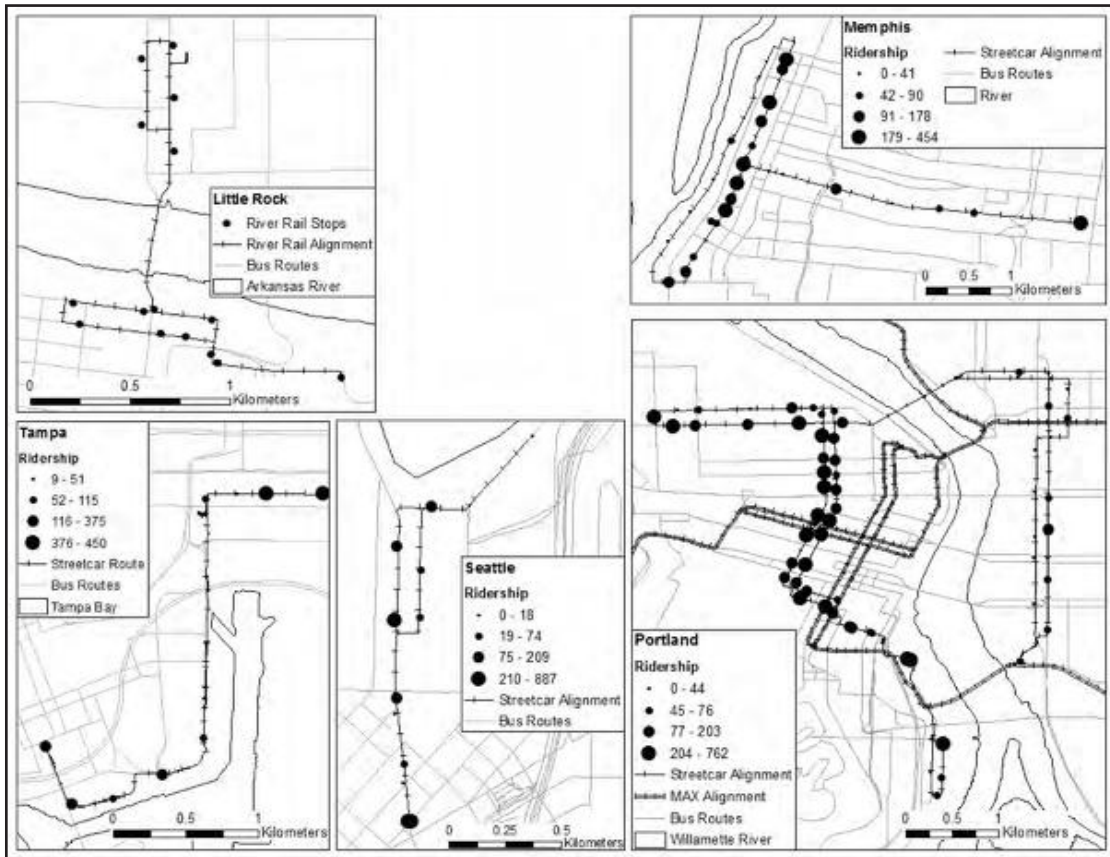 Little Rock
River Rail Stops
River Rail Alignment
Bus Routes
Arkansas River
0 0.5 1
Kilometers
Memphis
Ridership
0 - 41
42 - 90
91 - 178
179 - 454
Streetcar Alignment
Bus Routes
River
0 0.5 1
Kilometers
Tampa
Ridership
9 - 51
52 - 115
116 - 375
376 - 450
Streetcar Route
Bus Routes
Tampa Bay
0 0.5 1
Kilometers
Seattle
Ridership
0 - 18
19 - 74
75 - 209
210 - 887
Streetcar Alignment
Bus Routes
0 0.25 0.5
Kilometers
Portland
Ridership
0 - 44
45 - 76
77 - 203
204 - 762
Streetcar Alignment
MAX Alignment
Bus Routes
Willamette River
0 0.5 1
Kilometers